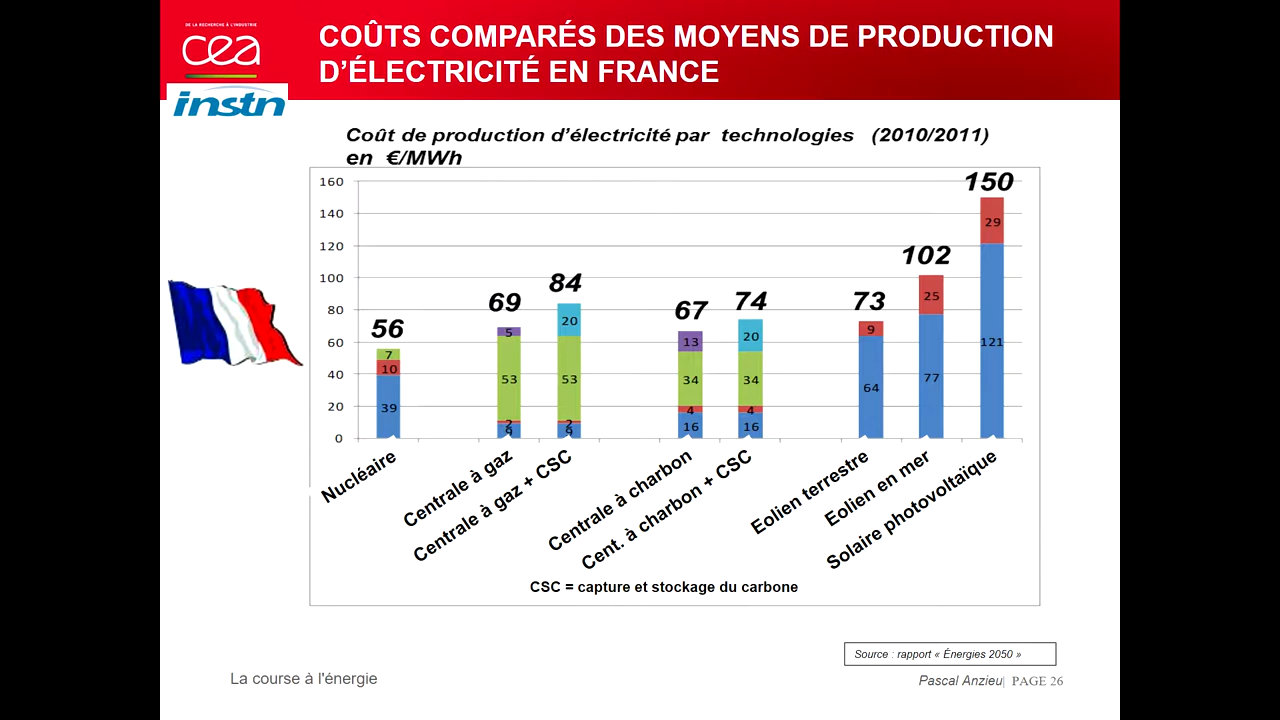 DE LA RECHERCHE À L'INDUSTRIE
cea
instn
COÛTS COMPARÉS DES MOYENS DE PRODUCTION
D'ÉLECTRICITÉ EN FRANCE
Coût de production d'électricité par technologies (2010/2011)
en €/MWh
160
140
120
100
80
60
40
20
0
56
7
10
39
69
5
53
2
9
84
20
53
2
9
67
13
34
4
16
74
20
34
4
16
73
9
64
102
25
77
150
29
121
Nucléaire
Centrale à gaz
Centrale à gaz + CSC
Centrale à charbon
Cent. à charbon + CSC
Eolien terrestre
Eolien en mer
Solaire photovoltaïque
CSC = capture et stockage du carbone
Source : rapport « Énergies 2050 »
La course à l'énergie
Pascal Anzieu| PAGE 26